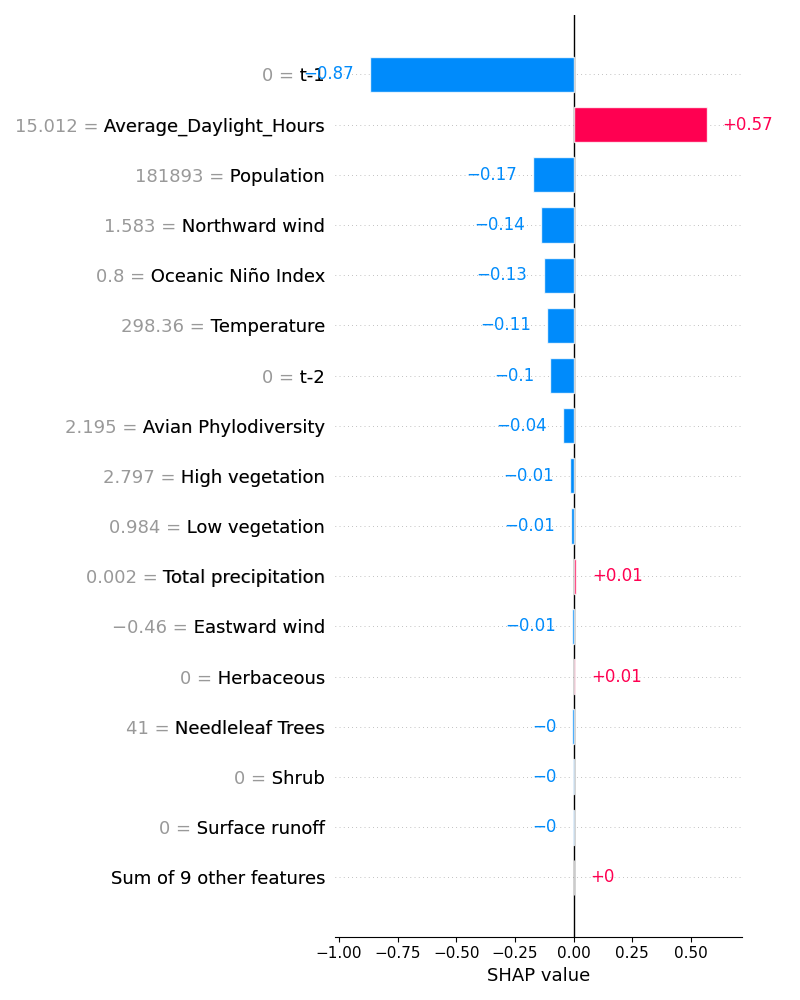 0 = t-1 −0.87
15.012 = Average_Daylight_Hours +0.57
181893 = Population −0.17
1.583 = Northward wind −0.14
0.8 = Oceanic Niño Index −0.13
298.36 = Temperature −0.11
0 = t-2 −0.1
2.195 = Avian Phylodiversity −0.04
2.797 = High vegetation −0.01
0.984 = Low vegetation −0.01
0.002 = Total precipitation +0.01
−0.46 = Eastward wind −0.01
0 = Herbaceous +0.01
41 = Needleleaf Trees −0
0 = Shrub −0
0 = Surface runoff −0
Sum of 9 other features +0
−1.00 −0.75 −0.50 −0.25 0.00 0.25 0.50
SHAP value